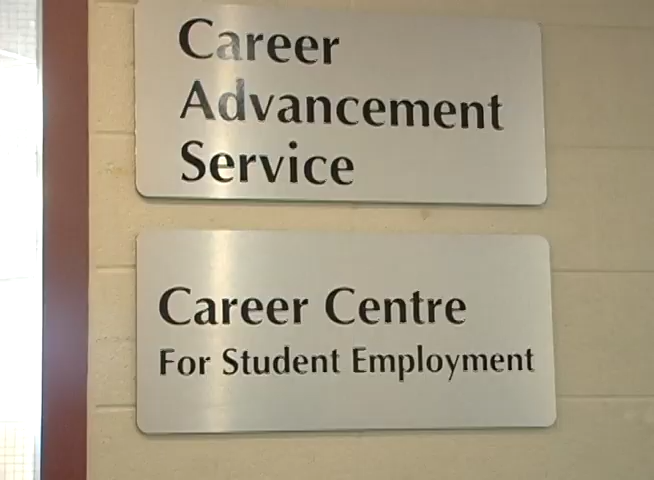 Career
Advancement
Service
Career Centre
For Student Employment